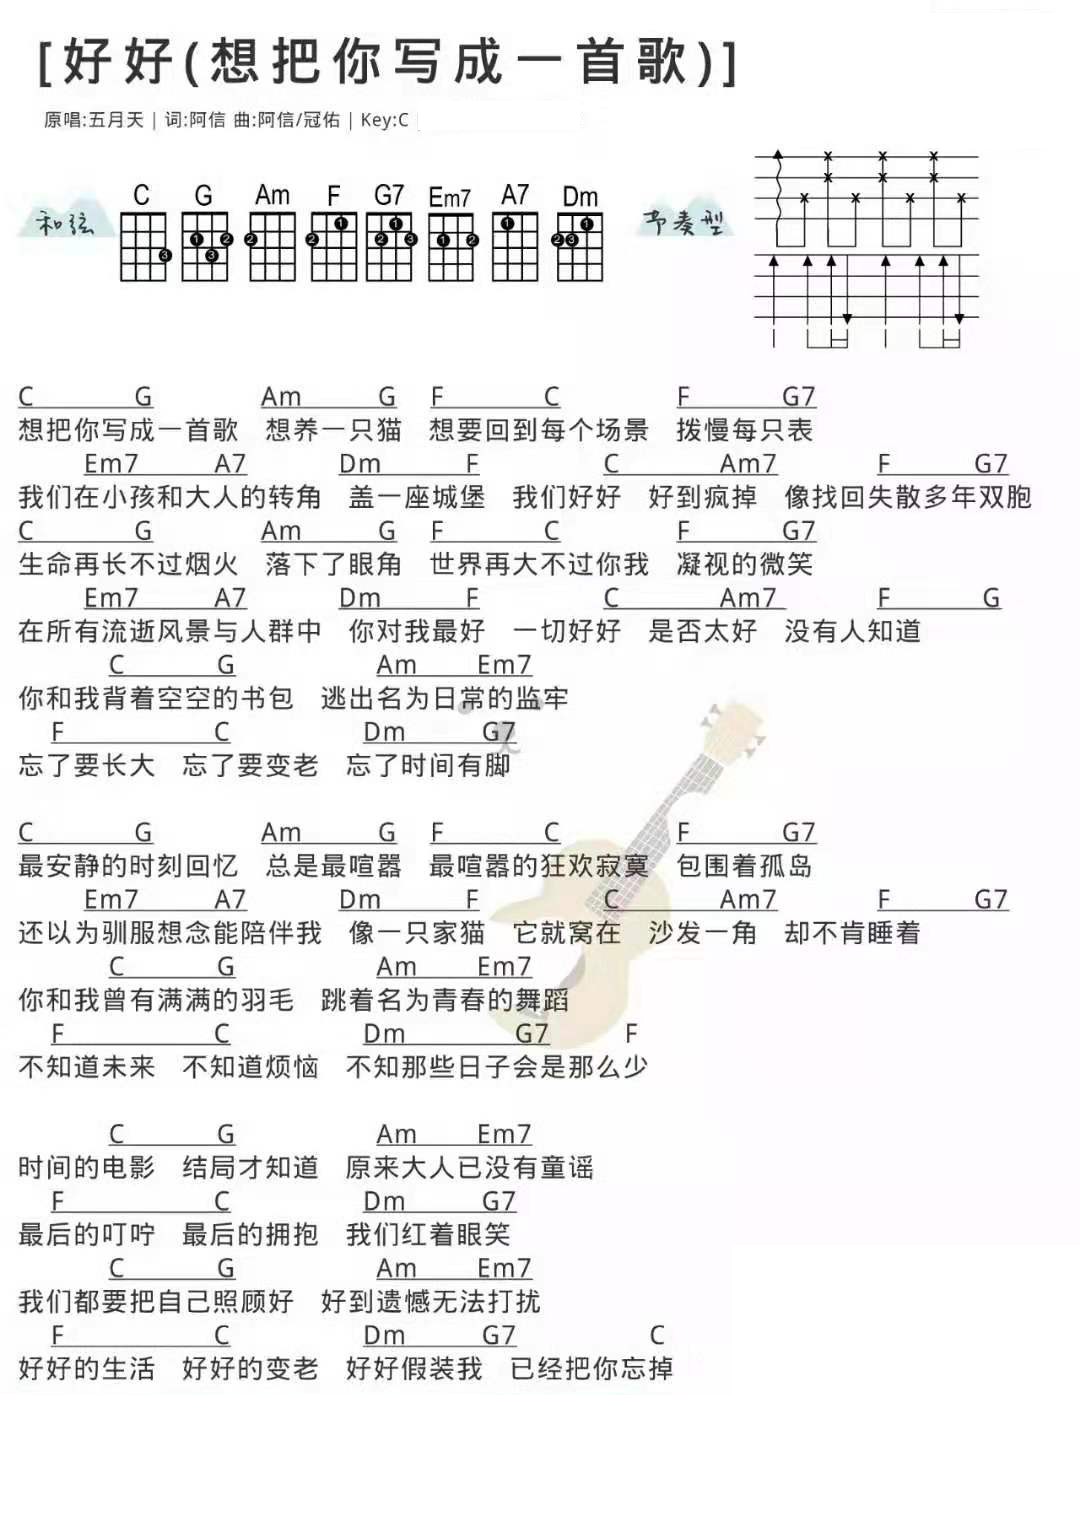 [好好(想把你写成一首歌)]
原唱:五月天 | 词:阿信 曲:阿信/冠佑 | Key:C
和弦 C G Am F G7 Em7 A7 Dm 节奏型
C G Am G F C F G7
想把你写成一首歌 想养一只猫 想要回到每个场景 拨慢每只表
Em7 A7 Dm F C Am7 F G7
我们在小孩和大人的转角 盖一座城堡 我们好好 好到疯掉 像找回失散多年双胞
C G Am G F C F G7
生命再长不过烟火 落下了眼角 世界再大不过你我 凝视的微笑
Em7 A7 Dm F C Am7 F G
在所有流逝风景与人群中 你对我最好 一切好好 是否太好 没有人知道
C G Am Em7
你和我背着空空的书包 逃出名为日常的监牢
F C Dm G7
忘了要长大 忘了要变老 忘了时间有脚
C G Am G F C F G7
最安静的时刻回忆 总是最喧嚣 最喧嚣的狂欢寂寞 包围着孤岛
Em7 A7 Dm F C Am7 F G7
还以为驯服想念能陪伴我 像一只家猫 它就窝在 沙发一角 却不肯睡着
C G Am Em7
你和我曾有满满的羽毛 跳着名为青春的舞蹈
F C Dm G7 F
不知道未来 不知道烦恼 不知那些日子会是那么少
C G Am Em7
时间的电影 结局才知道 原来大人已没有童谣
F C Dm G7
最后的叮咛 最后的拥抱 我们红着眼笑
C G Am Em7
我们都要把自己照顾好 好到遗憾无法打扰
F C Dm G7 C
好好的生活 好好的变老 好好假装我 已经把你忘掉